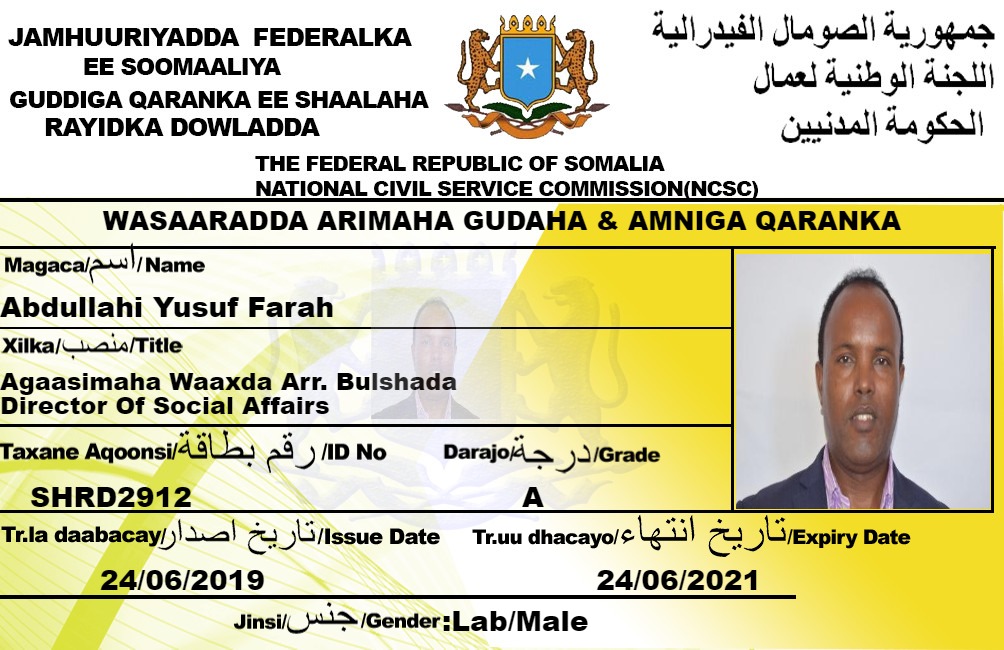 JAMHUURIYADDA FEDERALKA
EE SOOMAALIYA
GUDDIGA QARANKA EE SHAALAHA
RAYIDKA DOWLADDA
جمهورية الصومال الفيدرالية
اللجنة الوطنية لعمال
الحكومة المدنيين
THE FEDERAL REPUBLIC OF SOMALIA
NATIONAL CIVIL SERVICE COMMISSION(NCSC)
WASAARADDA ARIMAHA GUDAHA & AMNIGA QARANKA
Magaca/اسم/Name
Abdullahi Yusuf Farah
Xilka/منصب/Title
Agaasimaha Waaxda Arr. Bulshada
Director Of Social Affairs
Taxane Aqoonsi/رقم بطاقة/ID No
Darajo/درجة/Grade
SHRD2912
A
Tr.la daabacay/تاريخ اصدار/Issue Date
Tr.uu dhacayo/تاريخ انتهاء/Expiry Date
24/06/2019
24/06/2021
Jinsi/جنس/Gender:Lab/Male